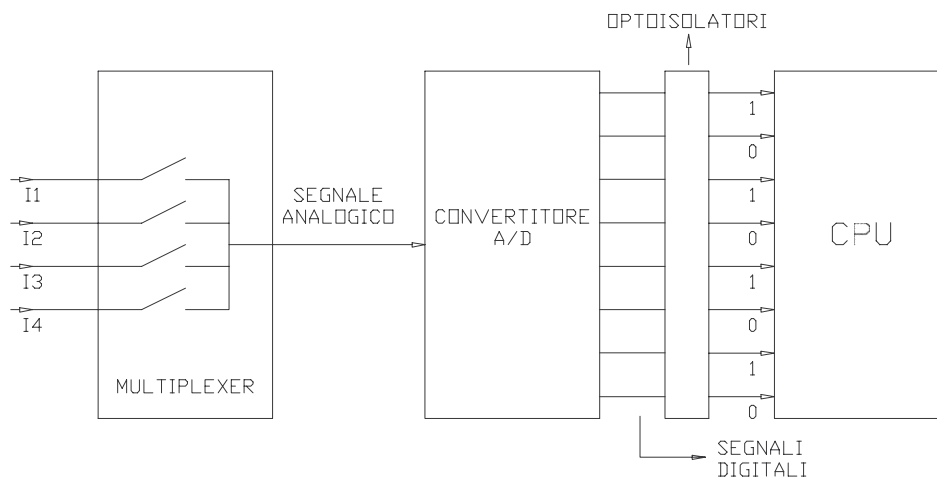 OPTOISOLATORI
I1
I2
I3
I4
MULTIPLEXER
SEGNALE
ANALOGICO
CONVERTITORE
A/D
1
0
1
0
1
0
1
0
CPU
SEGNALI
DIGITALI